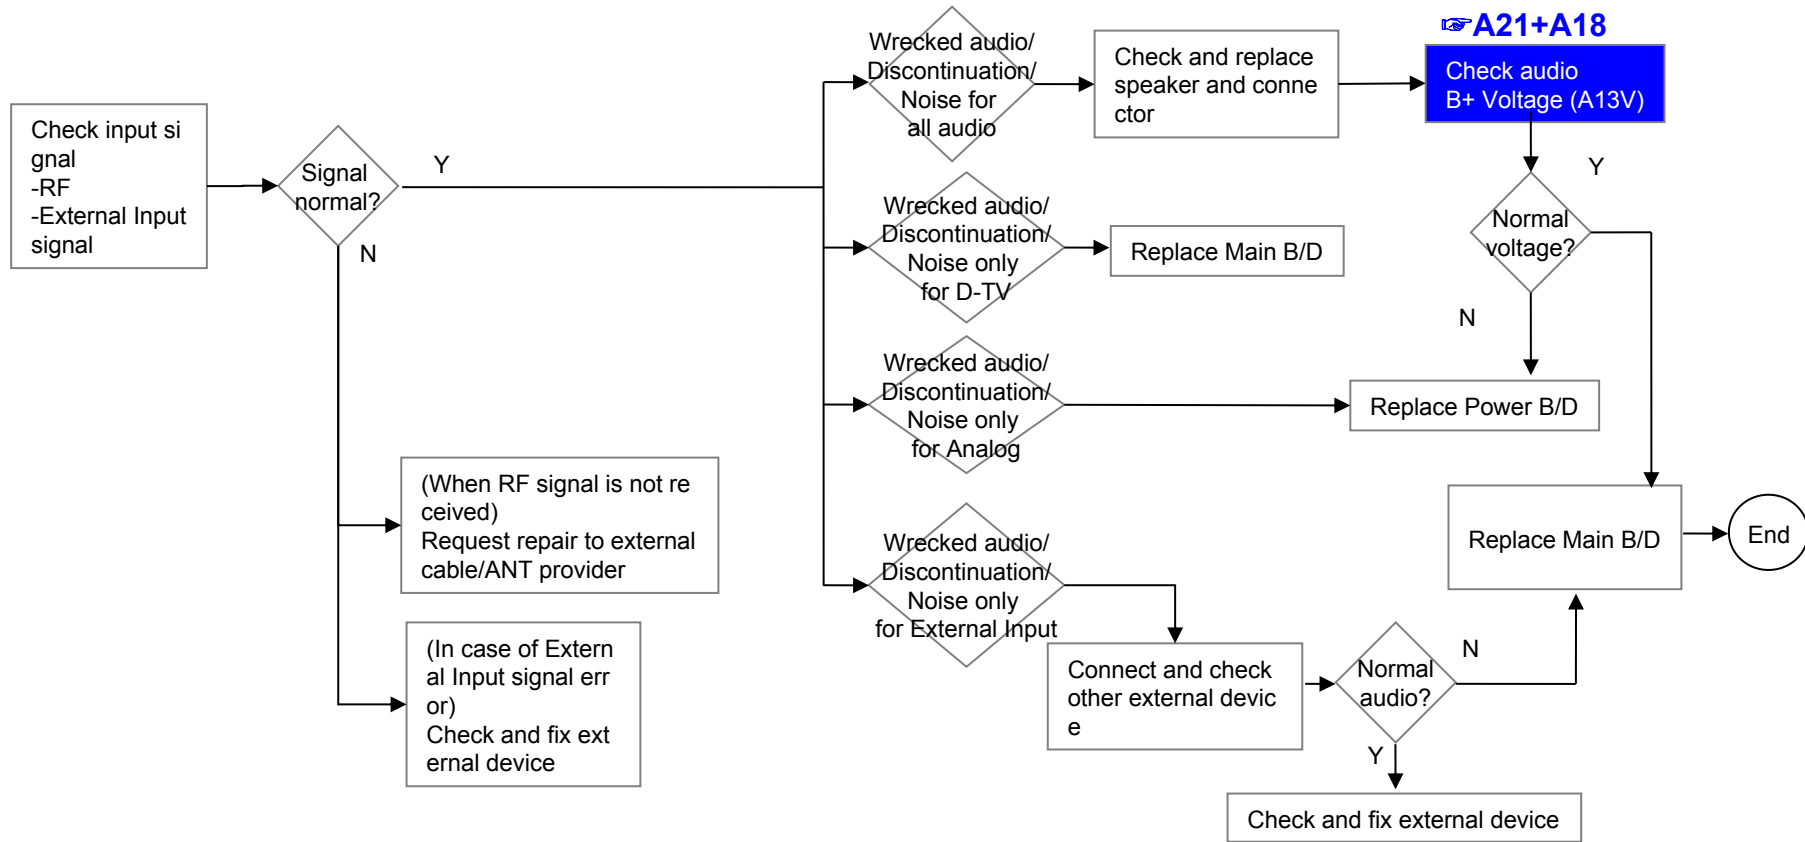 Check input si
gnal
-RF
-External Input
signal
Signal
normal?
Y
N
(When RF signal is not re
ceived)
Request repair to external
cable/ANT provider
(In case of Extern
al Input signal err
or)
Check and fix ext
ernal device
Wrecked audio/
Discontinuation/
Noise for
all audio
Check and replace
speaker and conne
ctor
☞A21+A18
Check audio
B+ Voltage (A13V)
Y
Normal
voltage?
N
Wrecked audio/
Discontinuation/
Noise only
for D-TV
Replace Main B/D
Wrecked audio/
Discontinuation/
Noise only
for Analog
Replace Power B/D
Wrecked audio/
Discontinuation/
Noise only
for External Input
Connect and check
other external devic
e
Normal
audio?
N
Y
Replace Main B/D
End
Check and fix external device